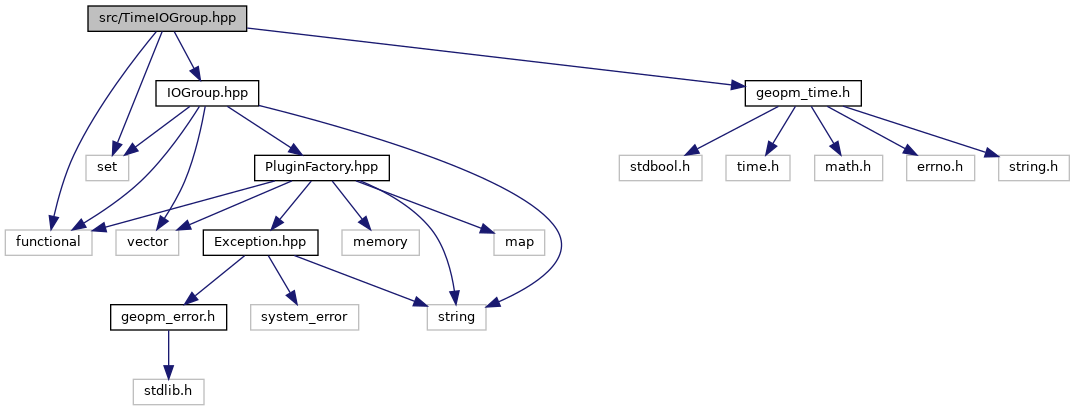 src/TimeIOGroup.hpp
IOGroup.hpp
geopm_time.h
set
PluginFactory.hpp
stdbool.h
time.h
math.h
errno.h
string.h
functional
vector
Exception.hpp
memory
map
geopm_error.h
system_error
string
stdlib.h